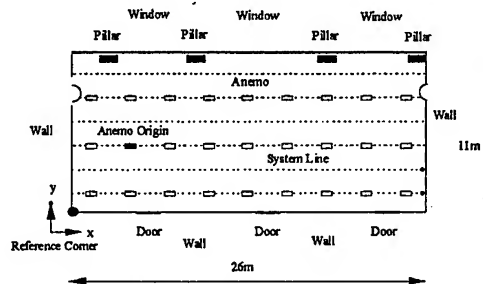 Window Window Window
Pillar Pillar Pillar Pillar
Anemo
Wall Wall
Anemo Origin 11m
System Line
y
x
Reference Corner
Door Door Door
Wall Wall
26m